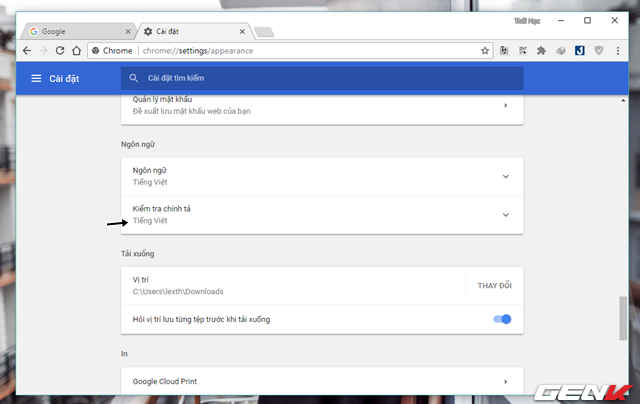 Thái Học
Google
Cài đặt
Chrome
chrome://settings/appearance
Cài đặt
Cài đặt tìm kiếm
Quản lý mật khẩu
Đề xuất lưu mật khẩu web của bạn
Ngôn ngữ
Ngôn ngữ
Tiếng Việt
Kiểm tra chính tả
Tiếng Việt
Tải xuống
Vị trí
C:\Users\lexth\Downloads
THAY ĐỔI
Hỏi vị trí lưu từng tệp trước khi tải xuống
In
Google Cloud Print
GENK